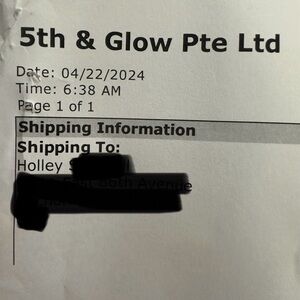 5th & Glow Pte Ltd
Date: 04/22/2024
Time: 6:38 AM
Page 1 of 1
Shipping Information
Shipping To:
Holley
Avenue